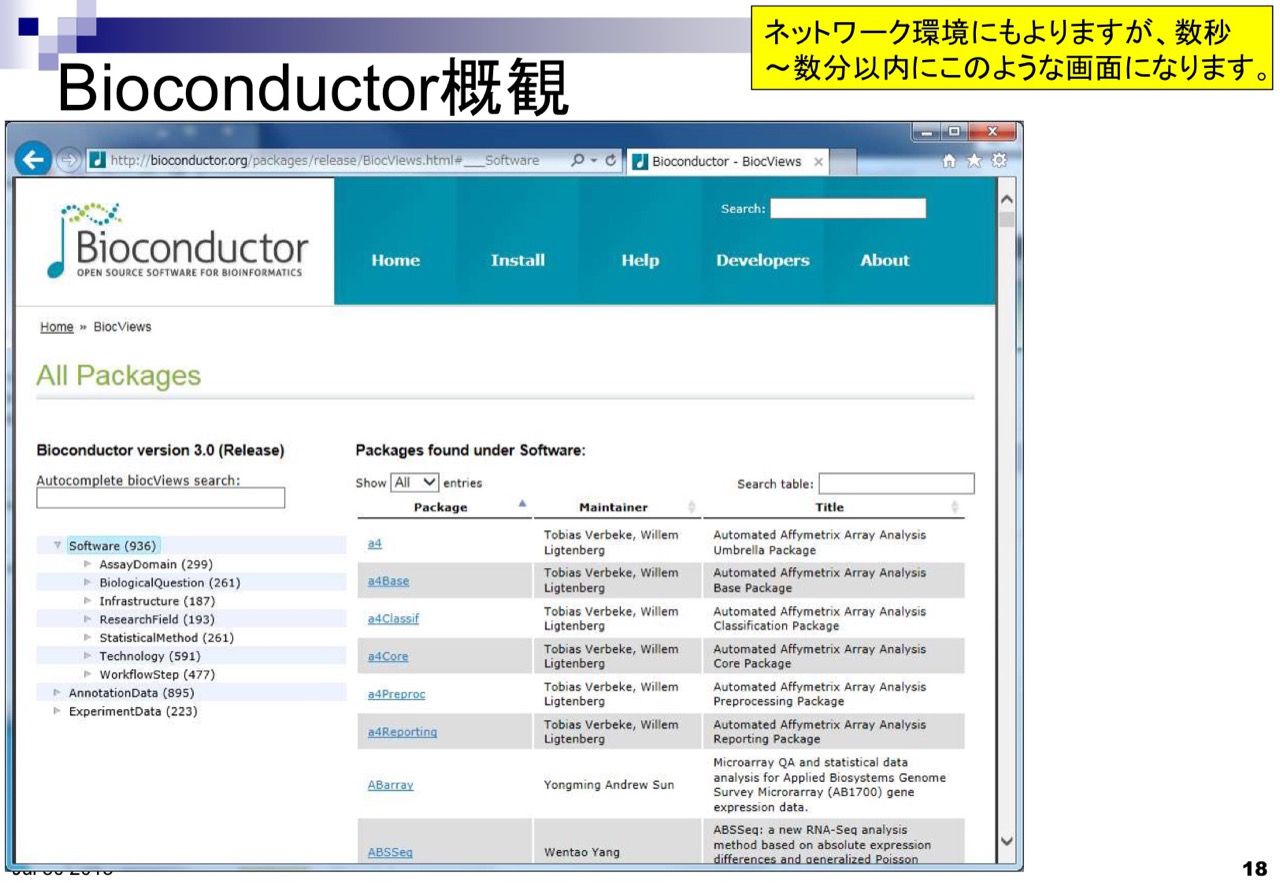 ネットワーク環境にもよりますが、数秒
～数分以内にこのような画面になります。
Bioconductor概観
http://bioconductor.org/packages/release/BiocViews.html#___Software
Bioconductor - BiocViews
Search:
Bioconductor
OPEN SOURCE SOFTWARE FOR BIOINFORMATICS
Home Install Help Developers About
Home » BiocViews
All Packages
Bioconductor version 3.0 (Release)
Autocomplete biocViews search:
Software (936)
AssayDomain (299)
BiologicalQuestion (261)
Infrastructure (187)
ResearchField (193)
StatisticalMethod (261)
Technology (591)
WorkflowStep (477)
AnnotationData (895)
ExperimentData (223)
Packages found under Software:
Show All entries
Search table:
Package Maintainer Title
a4 Tobias Verbeke, Willem Automated Affymetrix Array Analysis
Ligtenberg Umbrella Package
a4Base Tobias Verbeke, Willem Automated Affymetrix Array Analysis
Ligtenberg Base Package
a4Classif Tobias Verbeke, Willem Automated Affymetrix Array Analysis
Ligtenberg Classification Package
a4Core Tobias Verbeke, Willem Automated Affymetrix Array Analysis
Ligtenberg Core Package
a4Preproc Tobias Verbeke, Willem Automated Affymetrix Array Analysis
Ligtenberg Preprocessing Package
a4Reporting Tobias Verbeke, Willem Automated Affymetrix Array Analysis
Ligtenberg Reporting Package
ABarray Yongming Andrew Sun Microarray QA and statistical data
analysis for Applied Biosystems Genome
Survey Microrarray (AB1700) gene
expression data.
ABSSeq Wentao Yang ABSSeq: a new RNA-Seq analysis
method based on absolute expression
differences and generalized Poisson
18